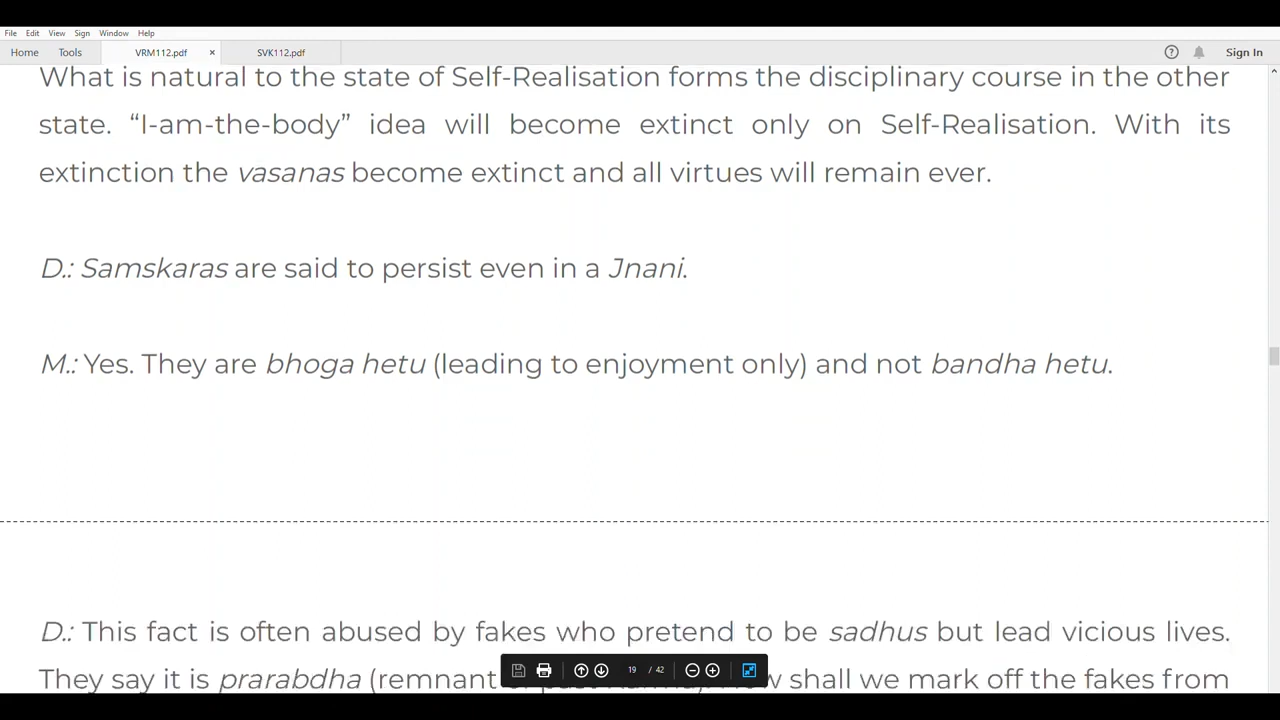 File Edit View Sign Window Help
Home Tools VRM112.pdf × SVK112.pdf Sign In
What is natural to the state of Self-Realisation forms the disciplinary course in the other
state. “I-am-the-body” idea will become extinct only on Self-Realisation. With its
extinction the vasanas become extinct and all virtues will remain ever.
D.: Samskaras are said to persist even in a Jnani.
M.: Yes. They are bhoga hetu (leading to enjoyment only) and not bandha hetu.
D.: This fact is often abused by fakes who pretend to be sadhus but lead vicious lives.
They say it is prarabdha (remnant shall we mark off the fakes from
19 / 42